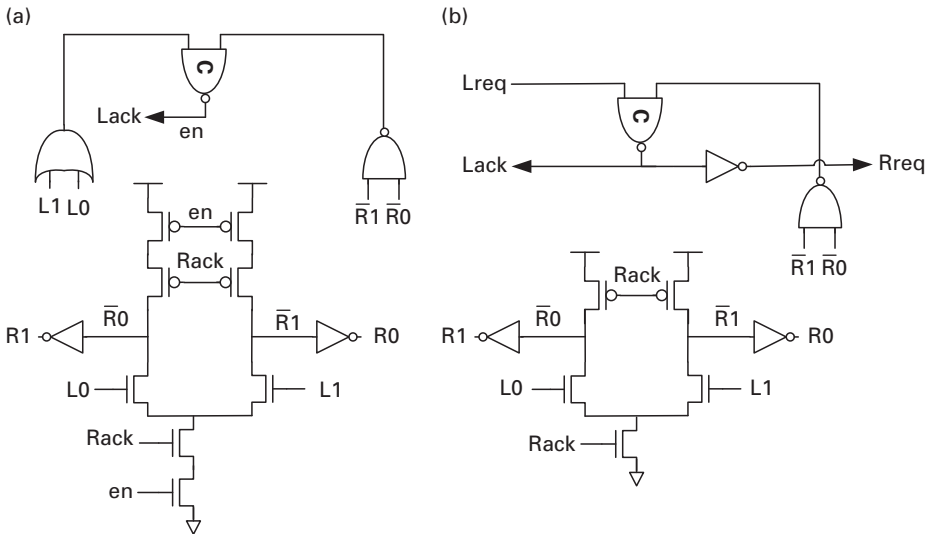 (a)
C
Lack
en
L1 L0
R̅1 R̅0
en
Rack
R1 R̅0 R̅1 R0
L0 L1
Rack
en
(b)
Lreq
C
Lack Rreq
R̅1 R̅0
Rack
R1 R̅0 R̅1 R0
L0 L1
Rack